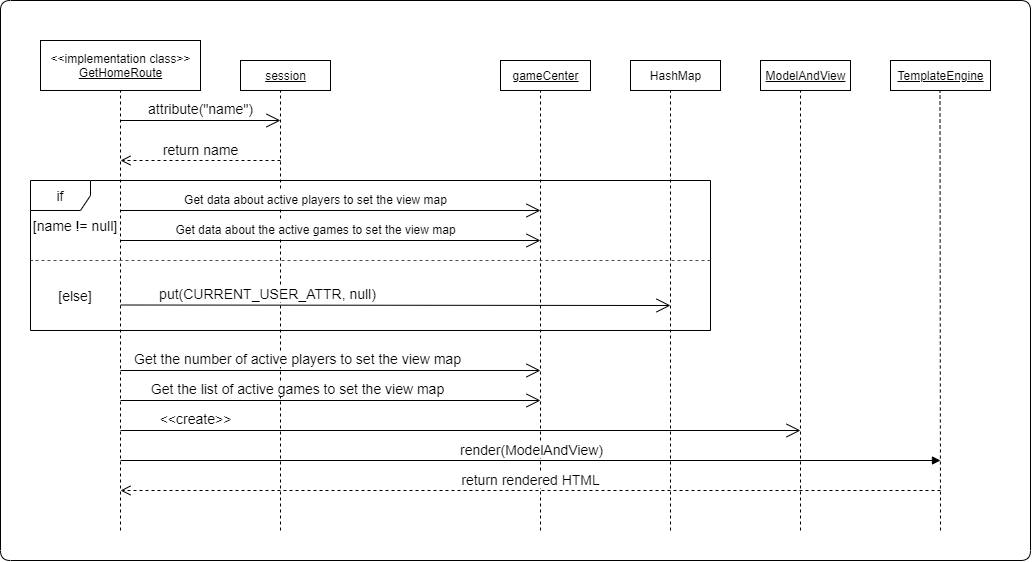 <<implementation class>>
GetHomeRoute
session
gameCenter
HashMap
ModelAndView
TemplateEngine
attribute("name")
return name
if
Get data about active players to set the view map
[name != null]
Get data about the active games to set the view map
[else]
put(CURRENT_USER_ATTR, null)
Get the number of active players to set the view map
Get the list of active games to set the view map
<<create>>
render(ModelAndView)
return rendered HTML